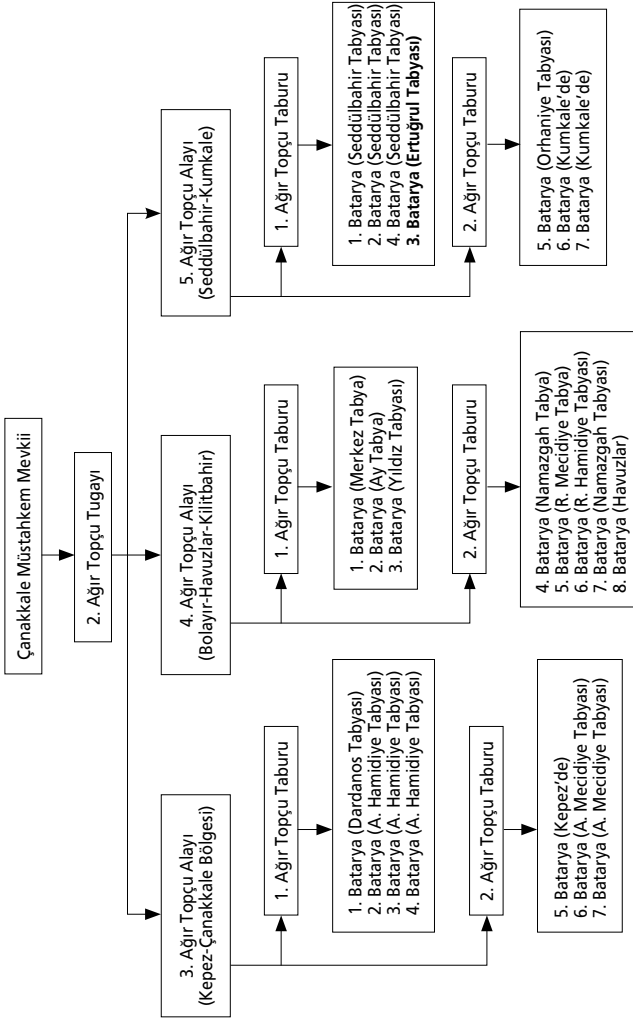 Çanakkale Müstahkem Mevkii
2. Ağır Topçu Tugayı
3. Ağır Topçu Alayı
(Kepez-Çanakkale Bölgesi)
1. Ağır Topçu Taburu
1. Batarya (Dardanos Tabyası)
2. Batarya (A. Hamidiye Tabyası)
3. Batarya (A. Hamidiye Tabyası)
4. Batarya (A. Hamidiye Tabyası)
2. Ağır Topçu Taburu
5. Batarya (Kepez’de)
6. Batarya (A. Mecidiye Tabyası)
7. Batarya (A. Mecidiye Tabyası)
4. Ağır Topçu Alayı
(Bolayır-Havuzlar-Kilitbahir)
1. Ağır Topçu Taburu
1. Batarya (Merkez Tabya)
2. Batarya (Ay Tabya)
3. Batarya (Yıldız Tabyası)
2. Ağır Topçu Taburu
4. Batarya (Namazgah Tabya)
5. Batarya (R. Mecidiye Tabya)
6. Batarya (R. Hamidiye Tabyası)
7. Batarya (Namazgah Tabyası)
8. Batarya (Havuzlar)
5. Ağır Topçu Alayı
(Seddülbahir-Kumkale)
1. Ağır Topçu Taburu
1. Batarya (Seddülbahir Tabyası)
2. Batarya (Seddülbahir Tabyası)
4. Batarya (Seddülbahir Tabyası)
3. Batarya (Ertuğrul Tabyası)
2. Ağır Topçu Taburu
5. Batarya (Orhaniye Tabyası)
6. Batarya (Kumkale’de)
7. Batarya (Kumkale’de)